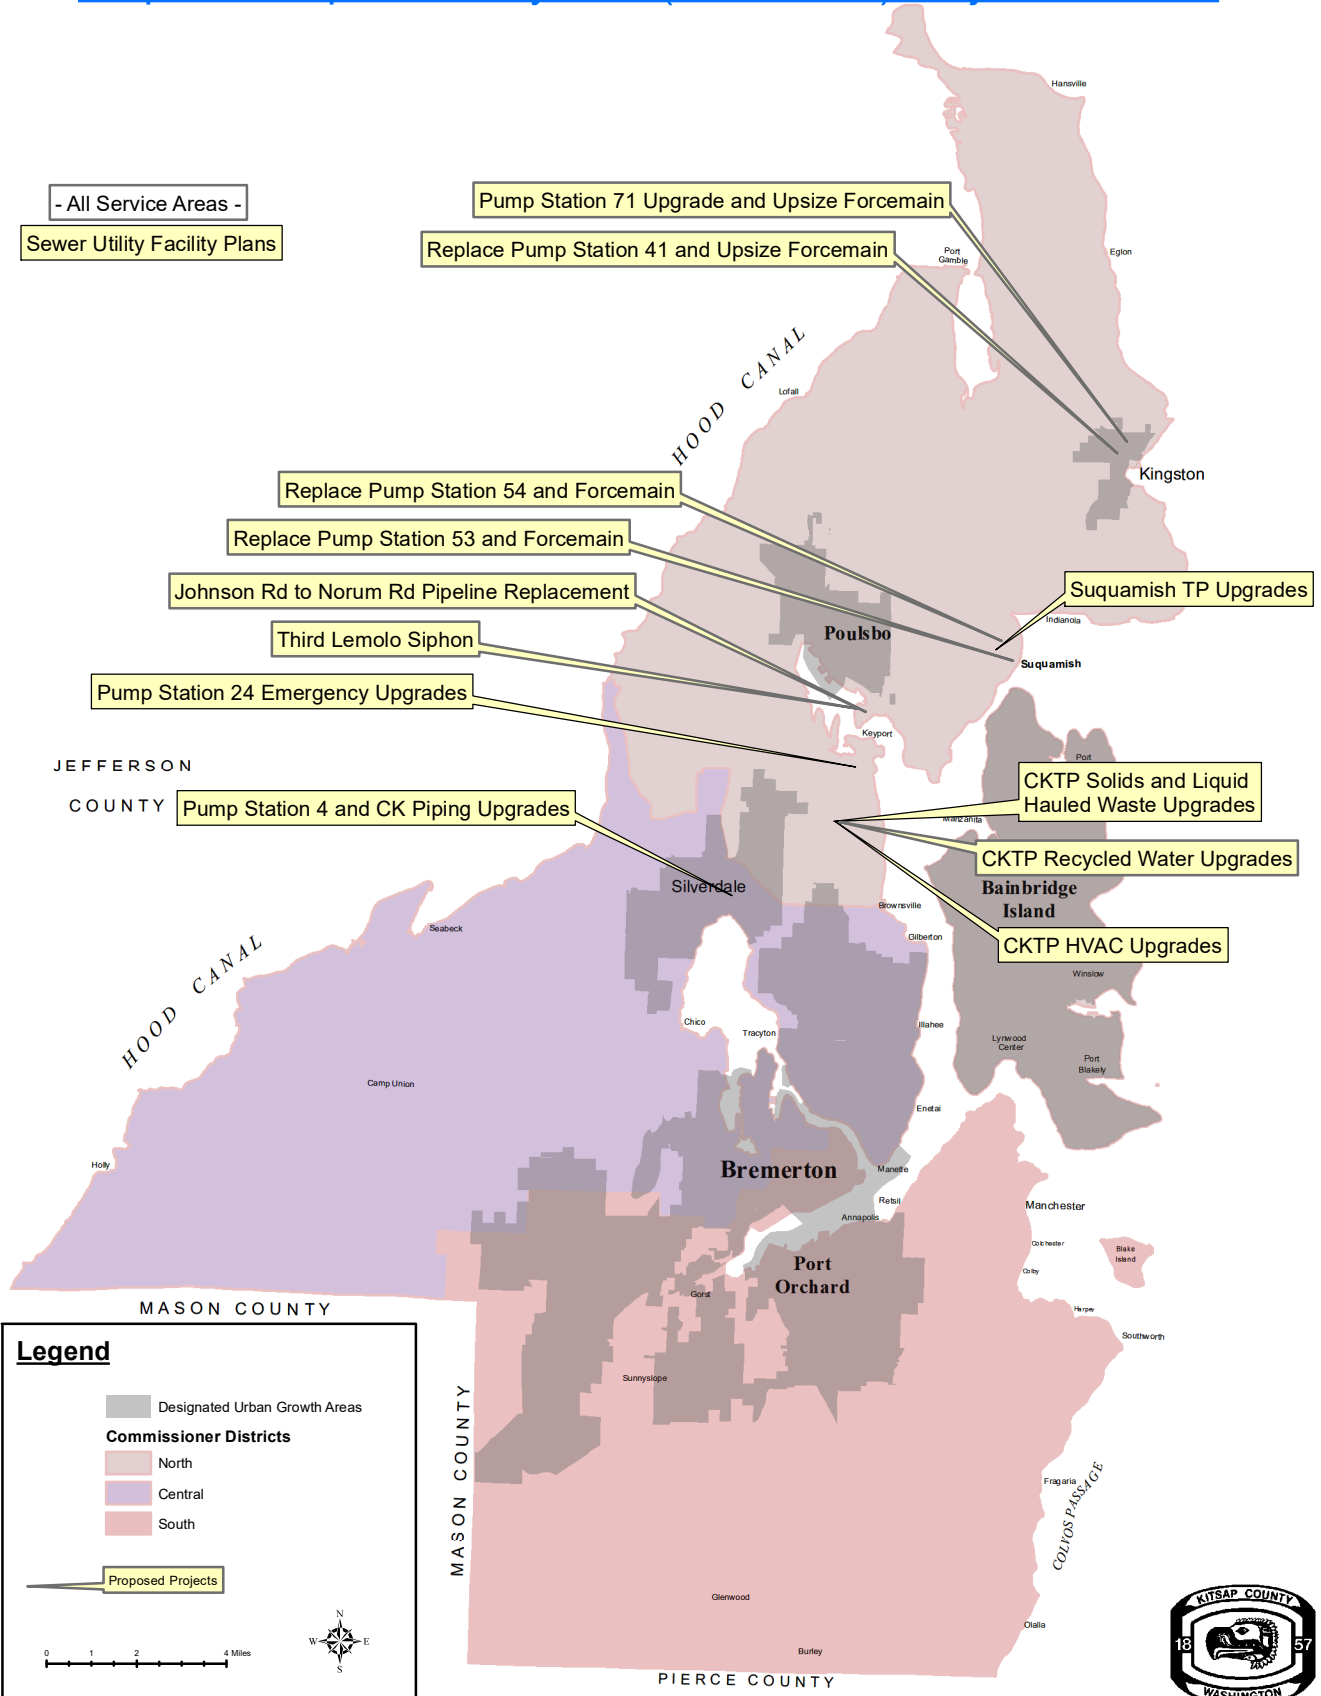 Hansville
- All Service Areas -
Sewer Utility Facility Plans
Pump Station 71 Upgrade and Upsize Forcemain
Replace Pump Station 41 and Upsize Forcemain
Port
Gamble
Eglon
HOOD CANAL
Lofall
Kingston
Replace Pump Station 54 and Forcemain
Replace Pump Station 53 and Forcemain
Johnson Rd to Norum Rd Pipeline Replacement
Suquamish TP Upgrades
Indianola
Poulsbo
Third Lemolo Siphon
Suquamish
Pump Station 24 Emergency Upgrades
Keyport
Port
JEFFERSON
COUNTY
CKTP Solids and Liquid
Hauled Waste Upgrades
Pump Station 4 and CK Piping Upgrades
Manzanita
CKTP Recycled Water Upgrades
Silverdale
Bainbridge
Island
Brownsville
Seabeck
Gilberton
CKTP HVAC Upgrades
HOOD CANAL
Winslow
Chico
Tracyton
Illahee
Lynwood
Center
Port
Blakely
Camp Union
Enetai
Holly
Bremerton
Manette
Retsil
Annapolis
Manchester
Colchester
Blake
Island
Port
Orchard
Colby
Gorst
MASON COUNTY
Harper
Southworth
Sunnyslope
Legend
Designated Urban Growth Areas
Commissioner Districts
North
Central
South
Proposed Projects
N
W E
S
0 1 2 4 Miles
MASON COUNTY
Fragaria
COLVOS PASSAGE
Glenwood
Olalla
Burley
PIERCE COUNTY
KITSAP COUNTY
18 57
WASHINGTON